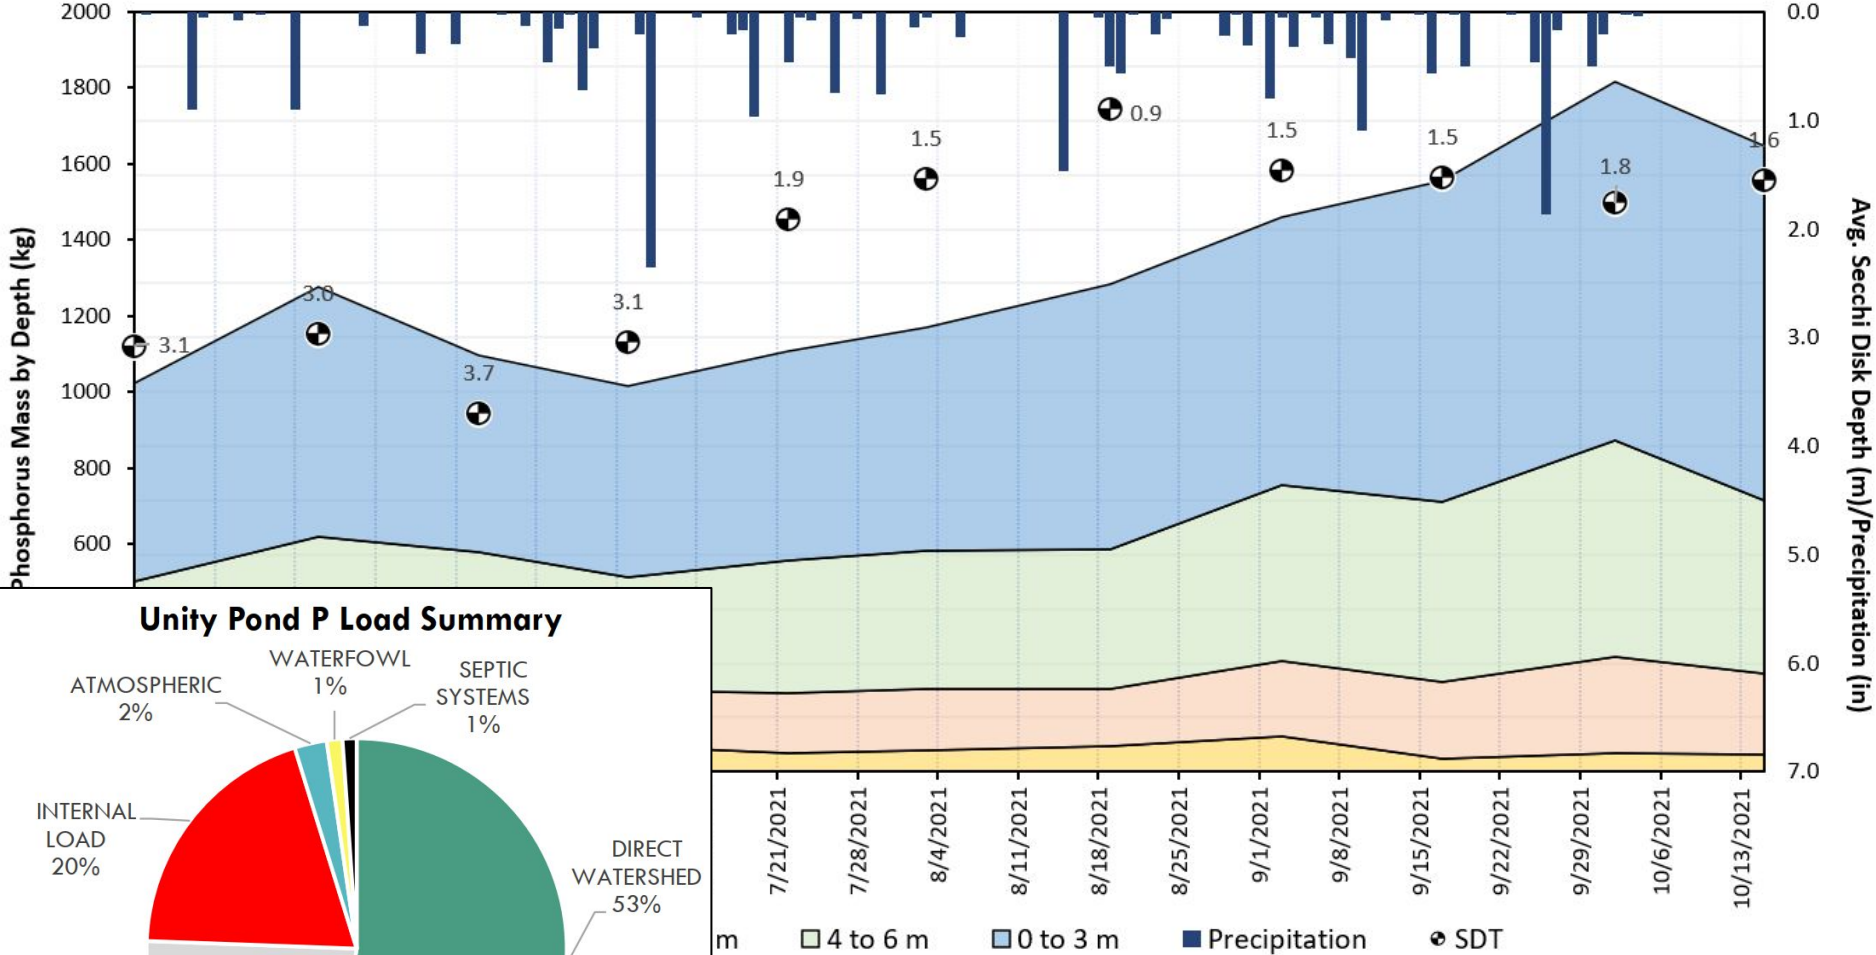 2000
1800
1600
1400
1200
1000
800
600
Phosphorus Mass by Depth (kg)
0.0
1.0
2.0
3.0
4.0
5.0
6.0
7.0
Avg. Secchi Disk Depth (m)/Precipitation (in)
3.1
3.0
3.7
3.1
1.9
1.5
0.9
1.5
1.5
1.8
1.6
7/21/2021
7/28/2021
8/4/2021
8/11/2021
8/18/2021
8/25/2021
9/1/2021
9/8/2021
9/15/2021
9/22/2021
9/29/2021
10/6/2021
10/13/2021
m
4 to 6 m
0 to 3 m
Precipitation
SDT
Unity Pond P Load Summary
WATERFOWL
1%
SEPTIC
SYSTEMS
1%
ATMOSPHERIC
2%
INTERNAL
LOAD
20%
DIRECT
WATERSHED
53%